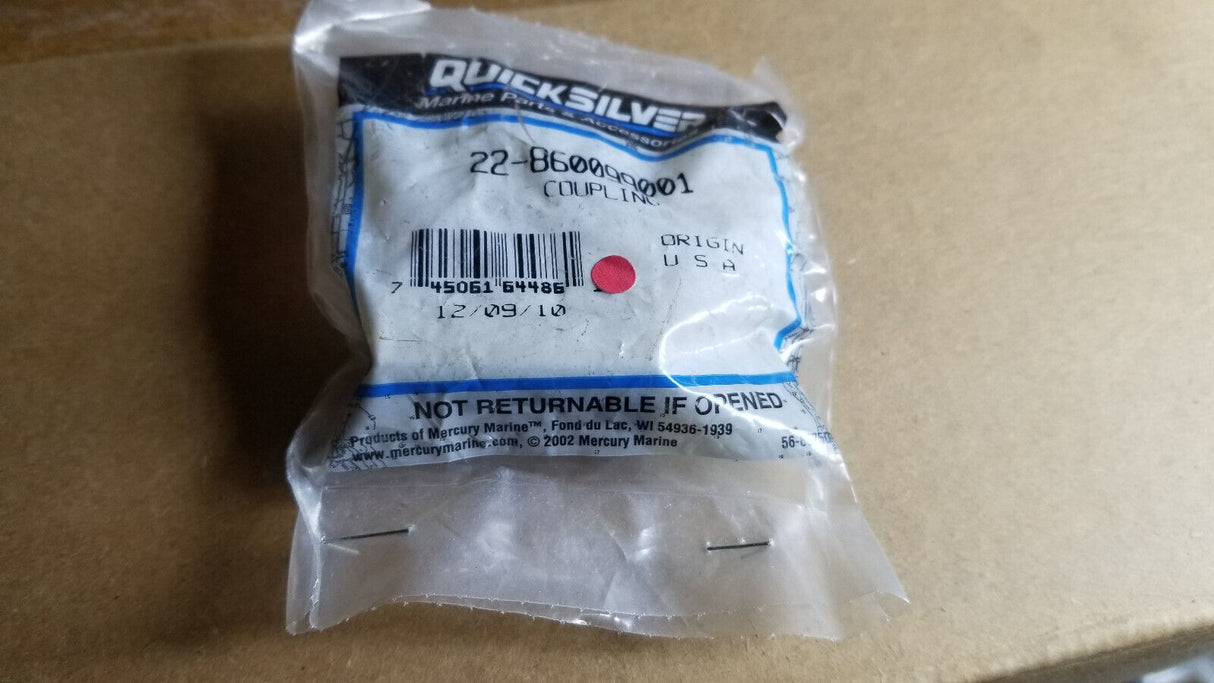 QUICKSILVER
Marine Parts & Accessories
22-860099001
COUPLING
ORIGIN
USA
7 45061 64486
12/09/10
NOT RETURNABLE IF OPENED
Products of Mercury Marine™, Fond du Lac, WI 54936-1939
www.mercurymarine.com, © 2002 Mercury Marine